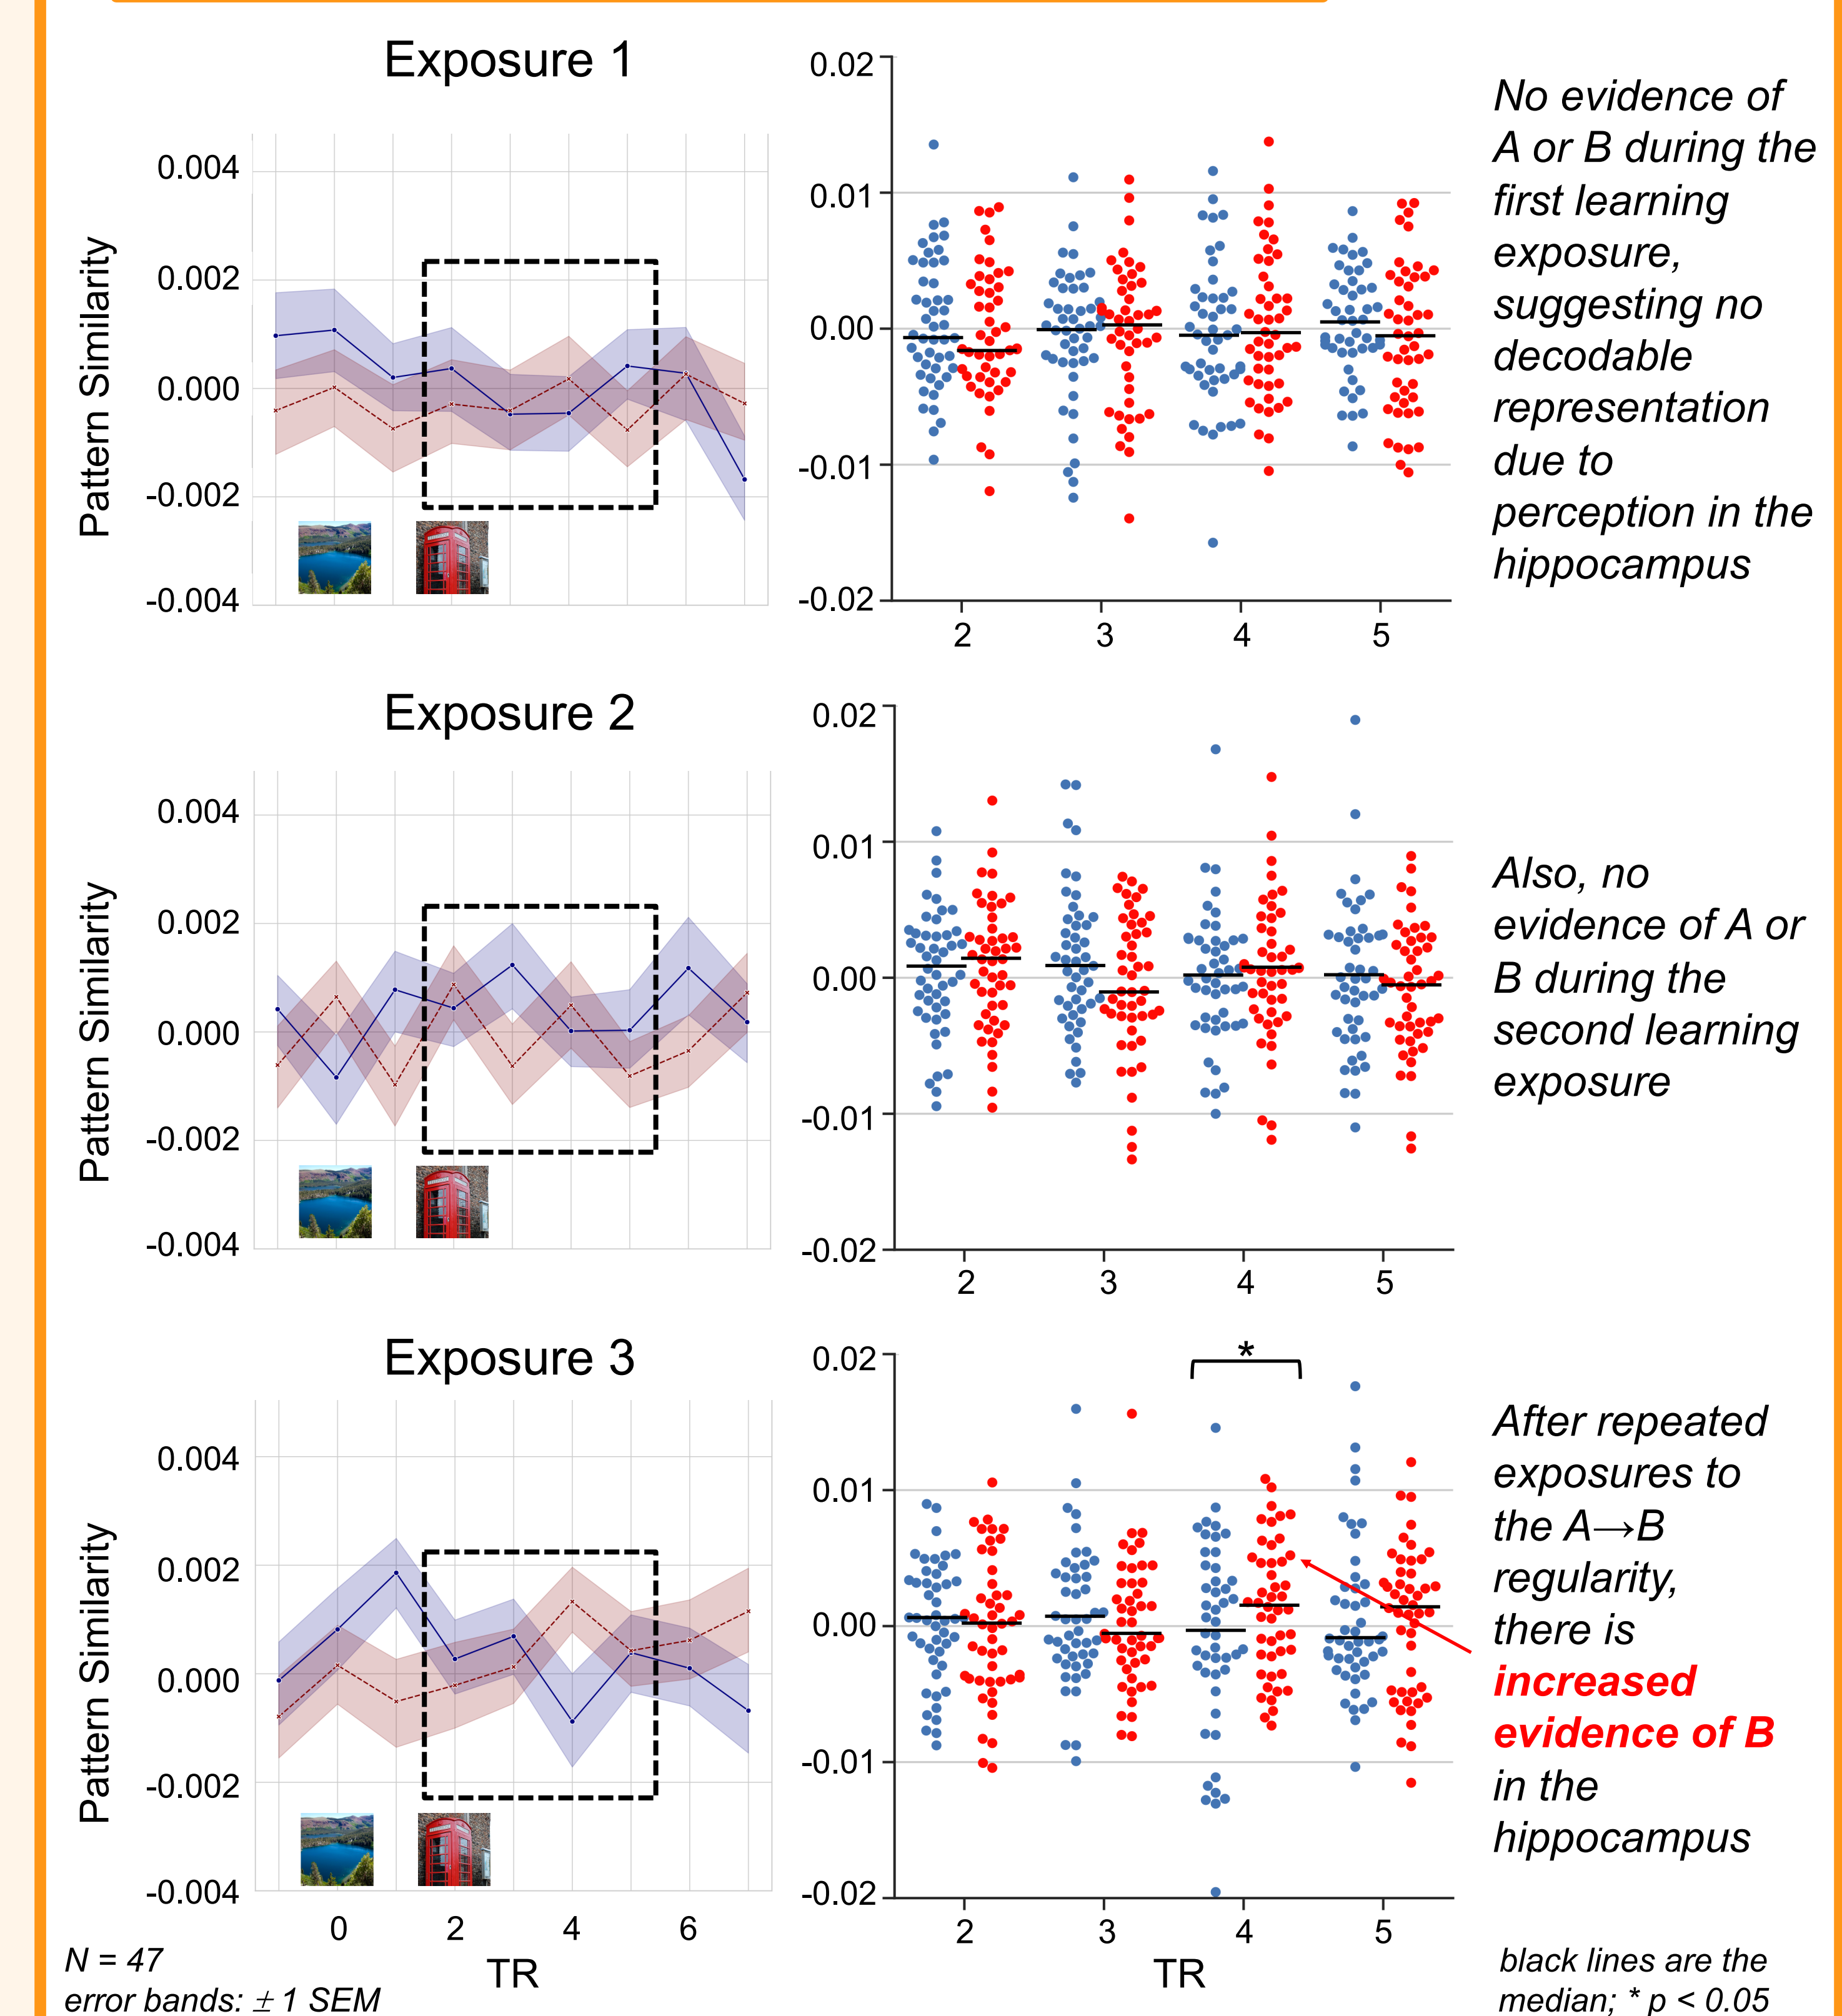 Exposure 1
Pattern Similarity
0.004
0.002
0.000
-0.002
-0.004
0.02
0.01
0.00
-0.01
-0.02
2 3 4 5
No evidence of
A or B during the
first learning
exposure,
suggesting no
decodable
representation
due to
perception in the
hippocampus
Exposure 2
Pattern Similarity
0.004
0.002
0.000
-0.002
-0.004
0.02
0.01
0.00
-0.01
-0.02
2 3 4 5
Also, no
evidence of A or
B during the
second learning
exposure
Exposure 3
Pattern Similarity
0.004
0.002
0.000
-0.002
-0.004
0 2 4 6
TR
0.02
0.01
0.00
-0.01
-0.02
*
2 3 4 5
TR
After repeated
exposures to
the A→B
regularity,
there is
increased
evidence of B
in the
hippocampus
N = 47
error bands: ± 1 SEM
black lines are the
median; * p < 0.05